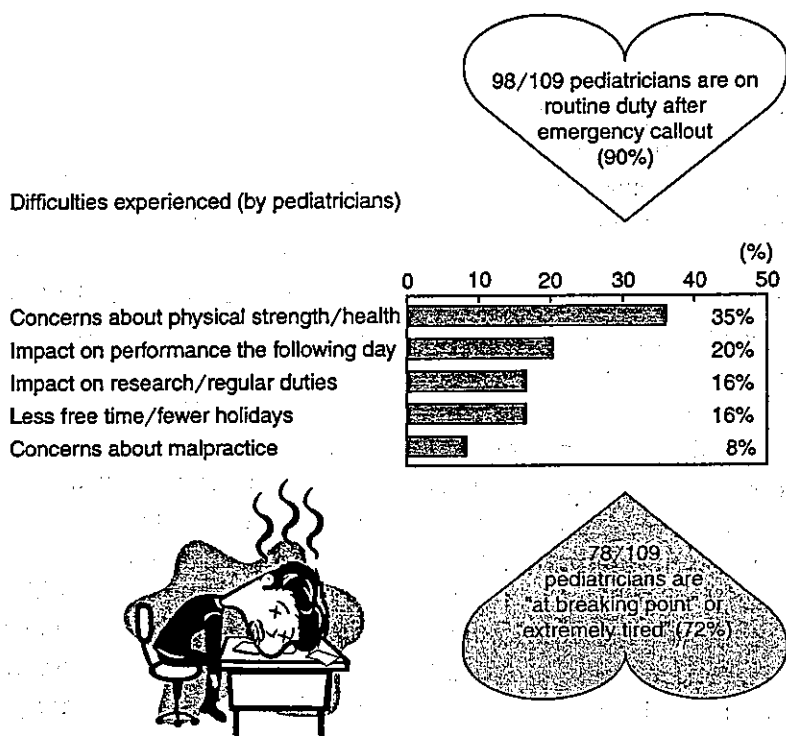 98/109 pediatricians are on
routine duty after
emergency callout
(90%)
Difficulties experienced (by pediatricians)
(%)
0 10 20 30 40 50
Concerns about physical strength/health 35%
Impact on performance the following day 20%
Impact on research/regular duties 16%
Less free time/fewer holidays 16%
Concerns about malpractice 8%
78/109
pediatricians are
"at breaking point" or
"extremely tired" (72%)